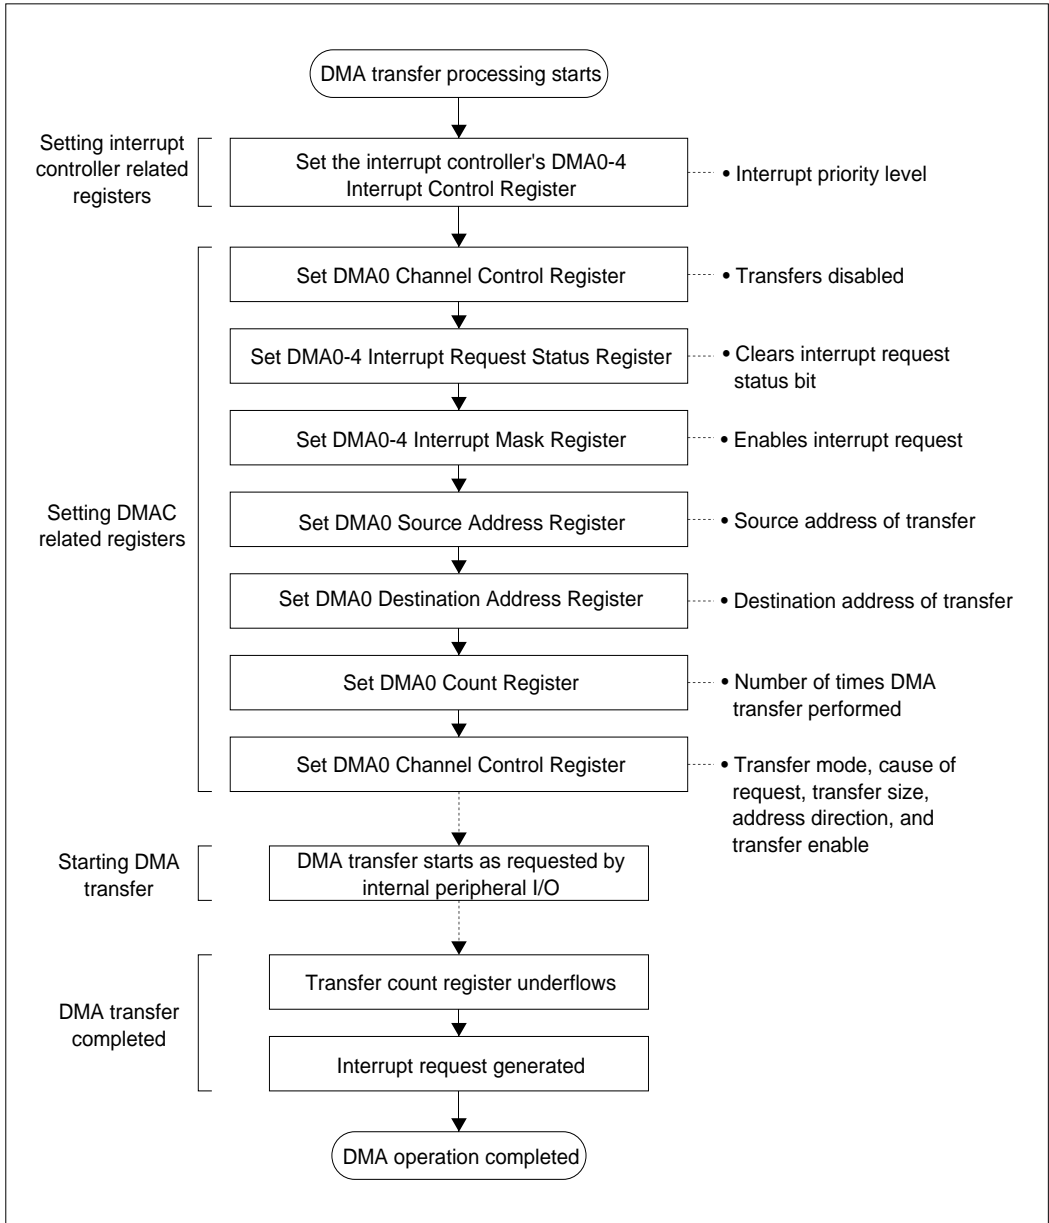 DMA transfer processing starts
Setting interrupt
controller related
registers
Set the interrupt controller's DMA0-4
Interrupt Control Register
• Interrupt priority level
Setting DMAC
related registers
Set DMA0 Channel Control Register
• Transfers disabled
Set DMA0-4 Interrupt Request Status Register
• Clears interrupt request
status bit
Set DMA0-4 Interrupt Mask Register
• Enables interrupt request
Set DMA0 Source Address Register
• Source address of transfer
Set DMA0 Destination Address Register
• Destination address of transfer
Set DMA0 Count Register
• Number of times DMA
transfer performed
Set DMA0 Channel Control Register
• Transfer mode, cause of
request, transfer size,
address direction, and
transfer enable
Starting DMA
transfer
DMA transfer starts as requested by
internal peripheral I/O
DMA transfer
completed
Transfer count register underflows
Interrupt request generated
DMA operation completed